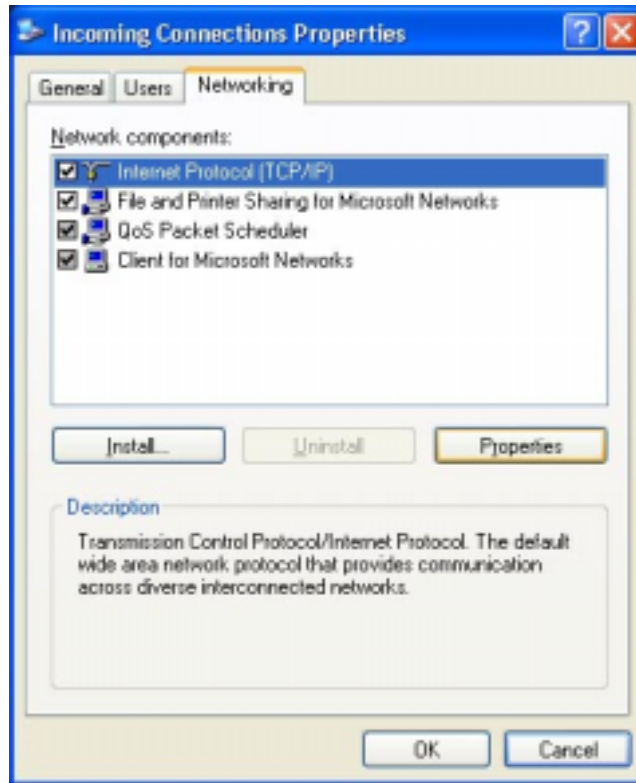 Incoming Connections Properties
General Users Networking
Network components:
Internet Protocol (TCP/IP)
File and Printer Sharing for Microsoft Networks
QoS Packet Scheduler
Client for Microsoft Networks
Install... Uninstall Properties
Description
Transmission Control Protocol/Internet Protocol. The default
wide area network protocol that provides communication
across diverse interconnected networks.
OK Cancel